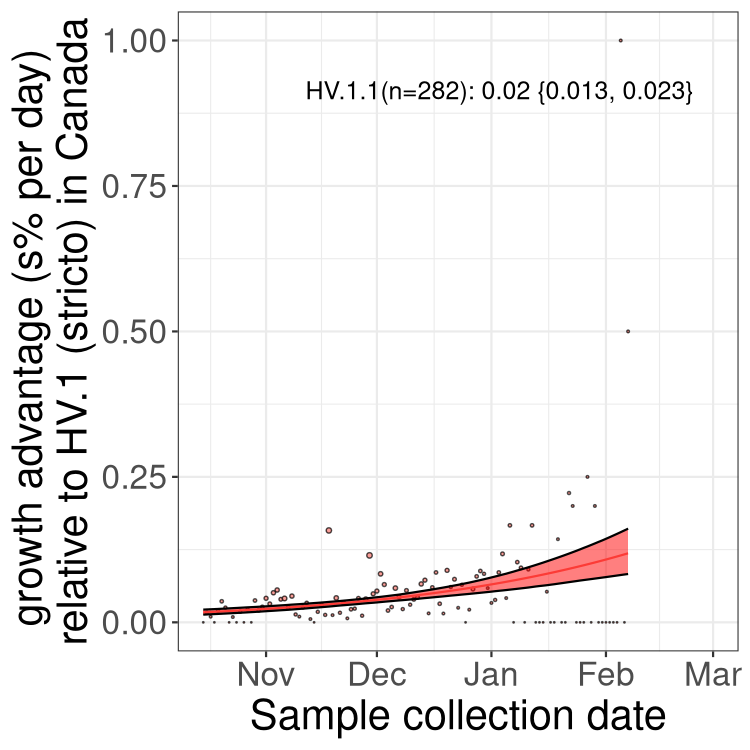 growth advantage (s% per day)
relative to HV.1 (stricto) in Canada
1.00
0.75
0.50
0.25
0.00
HV.1.1(n=282): 0.02 {0.013, 0.023}
Nov Dec Jan Feb Mar
Sample collection date